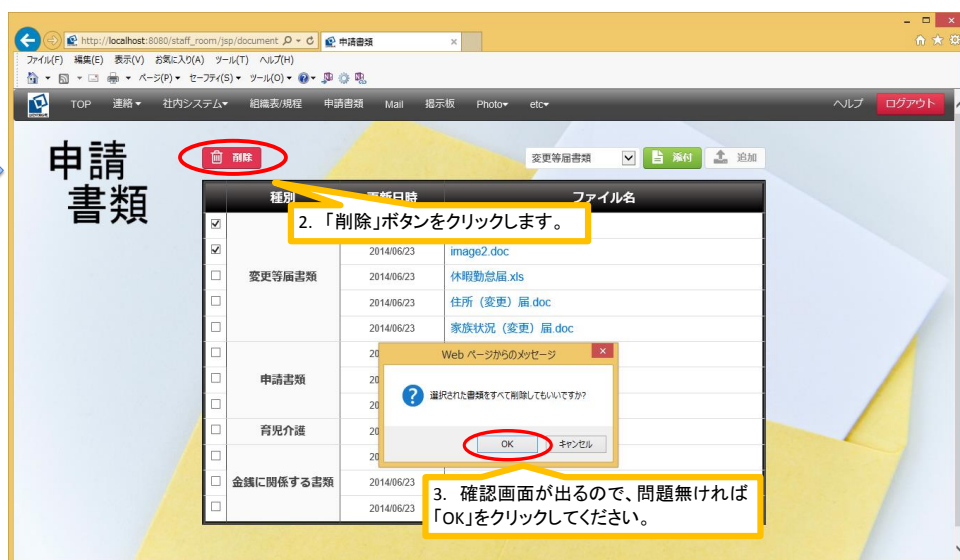 http://localhost:8080/staff_room/jsp/document
申請書類
ファイル(F) 編集(E) 表示(V) お気に入り(A) ツール(T) ヘルプ(H)
ページ(P) セーフティ(S) ツール(O)
TOP 連絡 社内システム 組織表/規程 申請書類 Mail 掲示板 Photo etc ヘルプ ログアウト
申請
書類
削除 変更等届書類 添付 追加
種別 更新日時 ファイル名
2. 「削除」ボタンをクリックします。
2014/06/23 image2.doc
変更等届書類 2014/06/23 休暇勤怠届.xls
2014/06/23 住所（変更）届.doc
2014/06/23 家族状況（変更）届.doc
20
Web ページからのメッセージ
申請書類 20
選択された書類をすべて削除してもいいですか?
20
育児介護 20
OK キャンセル
20
金銭に関係する書類 2014/06/23
2014/06/23
3. 確認画面が出るので、問題無ければ
「OK」をクリックしてください。